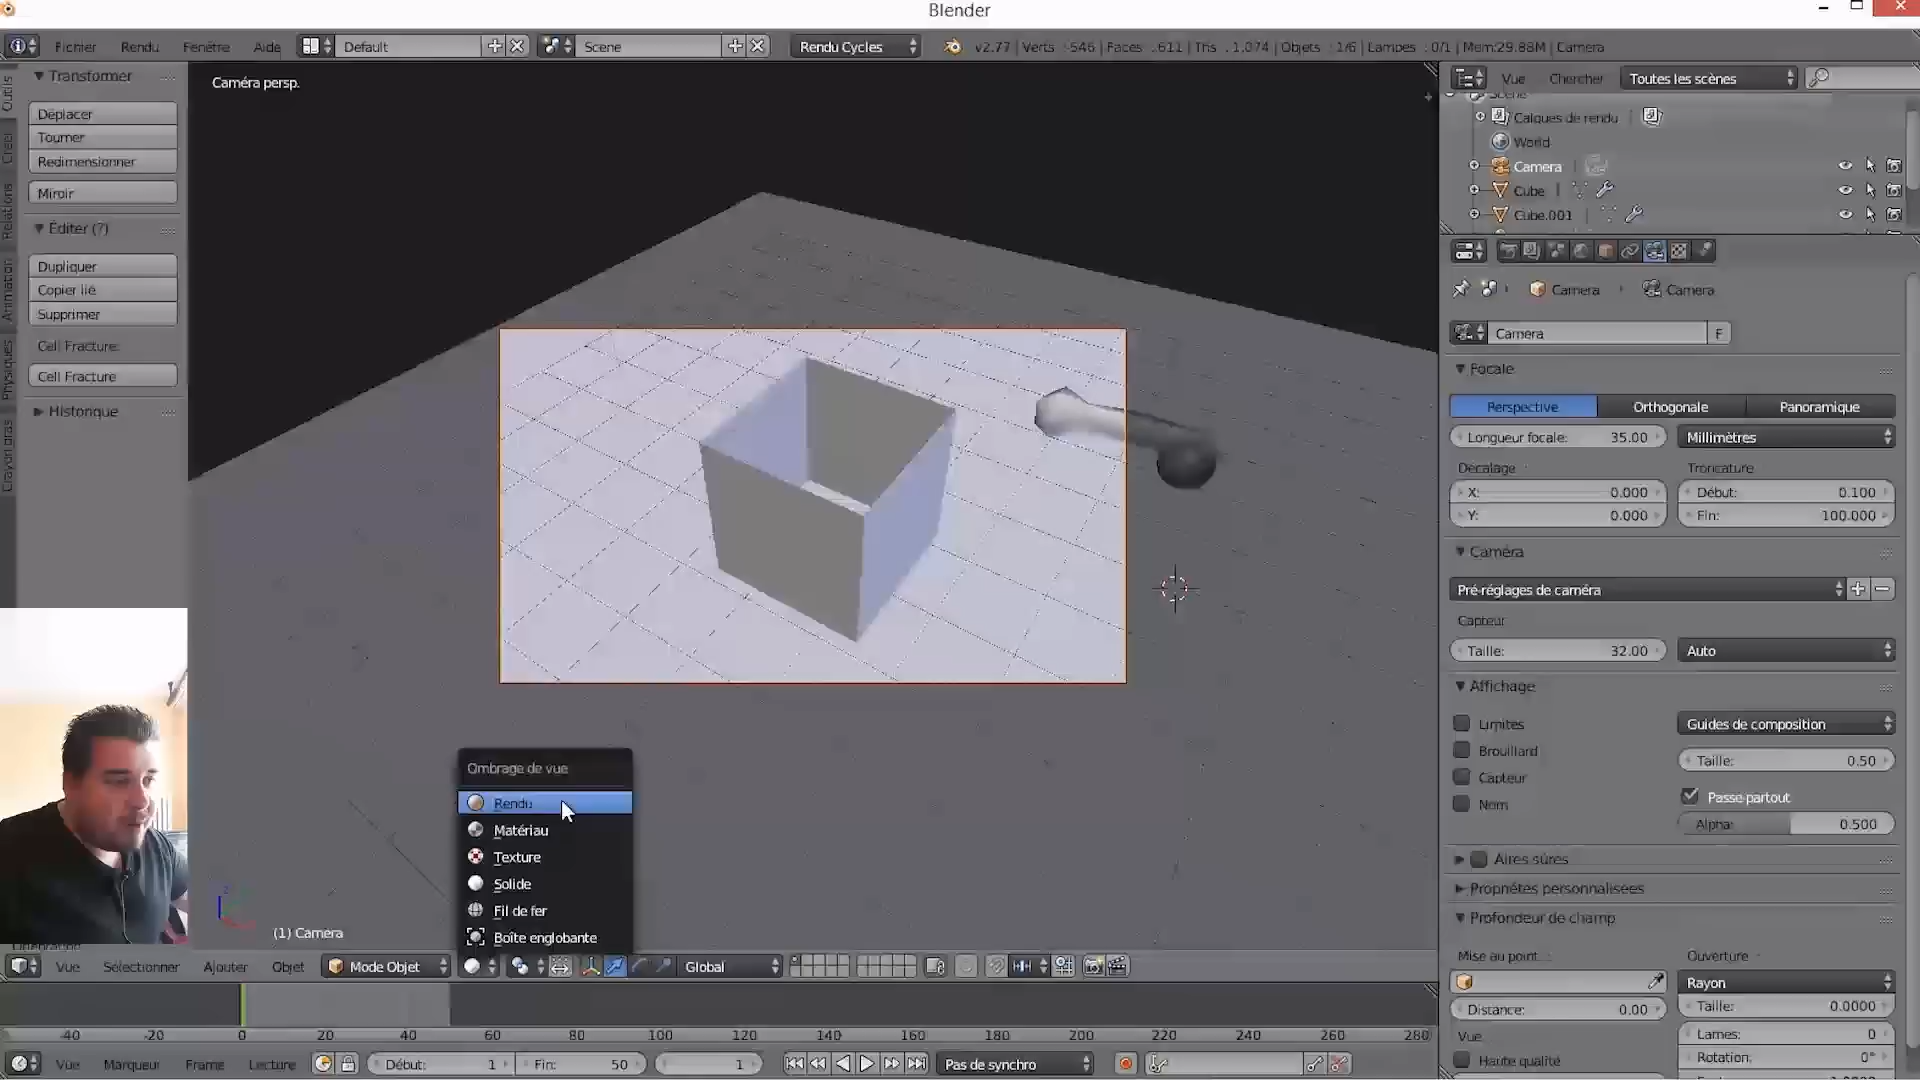 Blender
Fichier Rendu Fenêtre Aide Default Scene Rendu Cycles v2.77 | Verts :546 | Faces :611 | Tris :1,074 | Objets :1/6 | Lampes :0/1 | Mem:29.88M | Camera
Outils
Créer
Relations
Animation
Physiques
Crayon gras
Transformer
Déplacer
Tourner
Redimensionner
Miroir
Éditer (?)
Dupliquer
Copier lié
Supprimer
Cell Fracture:
Cell Fracture
Historique
Caméra persp.
(1) Camera
Ombrage de vue
Rendu
Matériau
Texture
Solide
Fil de fer
Boîte englobante
Vue Sélectionner Ajouter Objet Mode Objet Global
-40 -20 0 20 40 60 80 100 120 140 160 180 200 220 240 260 280
Vue Marqueur Frame Lecture Début: 1 Fin: 50 1 Pas de synchro
Vue Chercher Toutes les scènes
Scene
Calques de rendu
World
Camera
Cube
Cube.001
Camera Camera
Camera F
Focale
Perspective Orthogonale Panoramique
Longueur focale: 35.00 Millimètres
Décalage Troncature
X: 0.000 Début: 0.100
Y: 0.000 Fin: 100.000
Caméra
Pré-réglages de caméra
Capteur
Taille: 32.00 Auto
Affichage
Limites Guides de composition
Brouillard Taille: 0.50
Capteur
Nom Passe partout
Alpha: 0.500
Aires sûres
Propriétés personnalisées
Profondeur de champ
Mise au point... Ouverture
Rayon
Distance: 0.00 Taille: 0.0000
Vue Lames: 0
Haute qualité Rotation: 0°